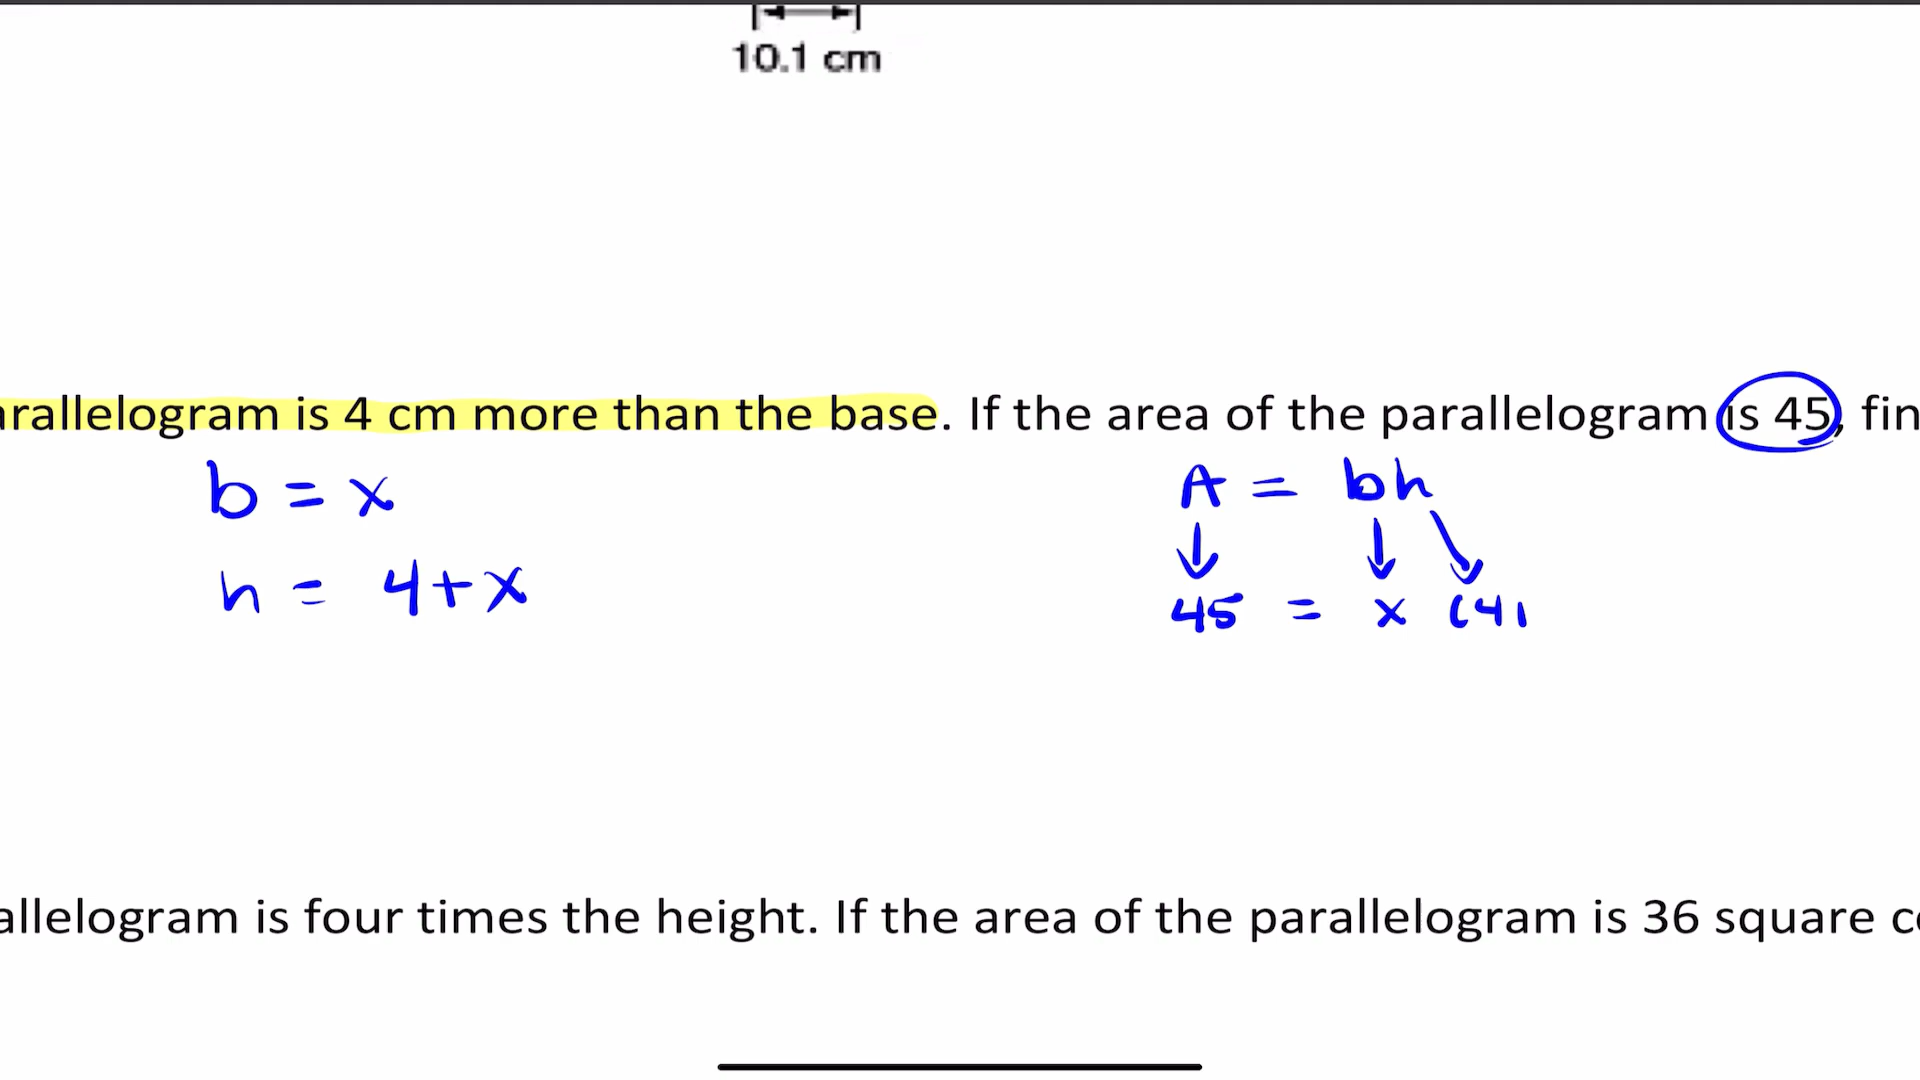 10.1 cm
arallelogram is 4 cm more than the base. If the area of the parallelogram is 45, fin
b = x
A = bh
h = 4+x
45 = x (4
allelogram is four times the height. If the area of the parallelogram is 36 square c